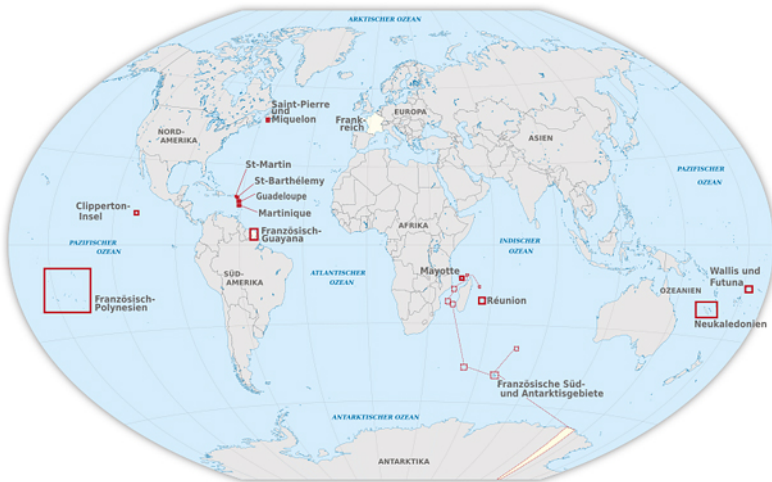 ARKTISCHER OZEAN
Saint-Pierre
und
Miquelon
Frank-
reich
EUROPA
NORD-
AMERIKA
ASIEN
St-Martin
PAZIFISCHER
OZEAN
St-Barthélemy
Guadeloupe
Clipperton-
Insel
Martinique
AFRIKA
Französisch-
Guayana
PAZIFISCHER
OZEAN
INDISCHER
OZEAN
SÜD-
AMERIKA
ATLANTISCHER
OZEAN
Mayotte
Wallis und
Futuna
OZEANIEN
Französisch-
Polynesien
Réunion
Neukaledonien
Französische Süd-
und Antarktisgebiete
ANTARKTISCHER OZEAN
ANTARKTIKA